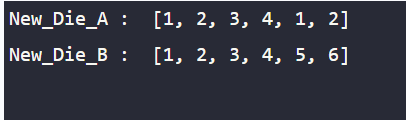 New_Die_A :  [1, 2, 3, 4, 1, 2]
New_Die_B :  [1, 2, 3, 4, 5, 6]